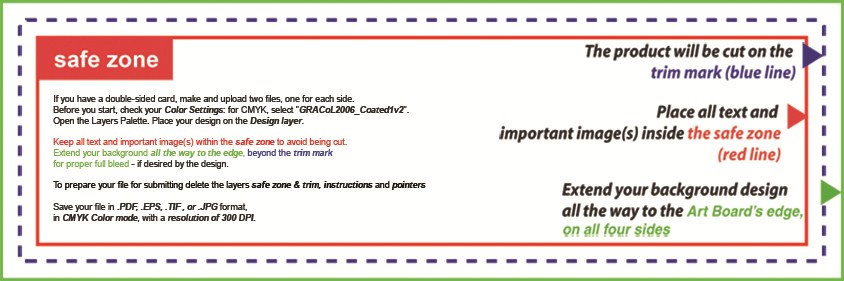 safe zone
If you have a double-sided card, make and upload two files, one for each side.
Before you start, check your Color Settings: for CMYK, select "GRACoL2006_Coated1v2".
Open the Layers Palette. Place your design on the Design layer.
Keep all text and important image(s) within the safe zone to avoid being cut.
Extend your background all the way to the edge, beyond the trim mark
for proper full bleed - if desired by the design.
To prepare your file for submitting delete the layers safe zone & trim, instructions and pointers
Save your file in .PDF, .EPS, .TIF , or .JPG format,
in CMYK Color mode, with a resolution of 300 DPI.
The product will be cut on the
trim mark (blue line)
Place all text and
important image(s) inside the safe zone
(red line)
Extend your background design
all the way to the Art Board's edge,
on all four sides